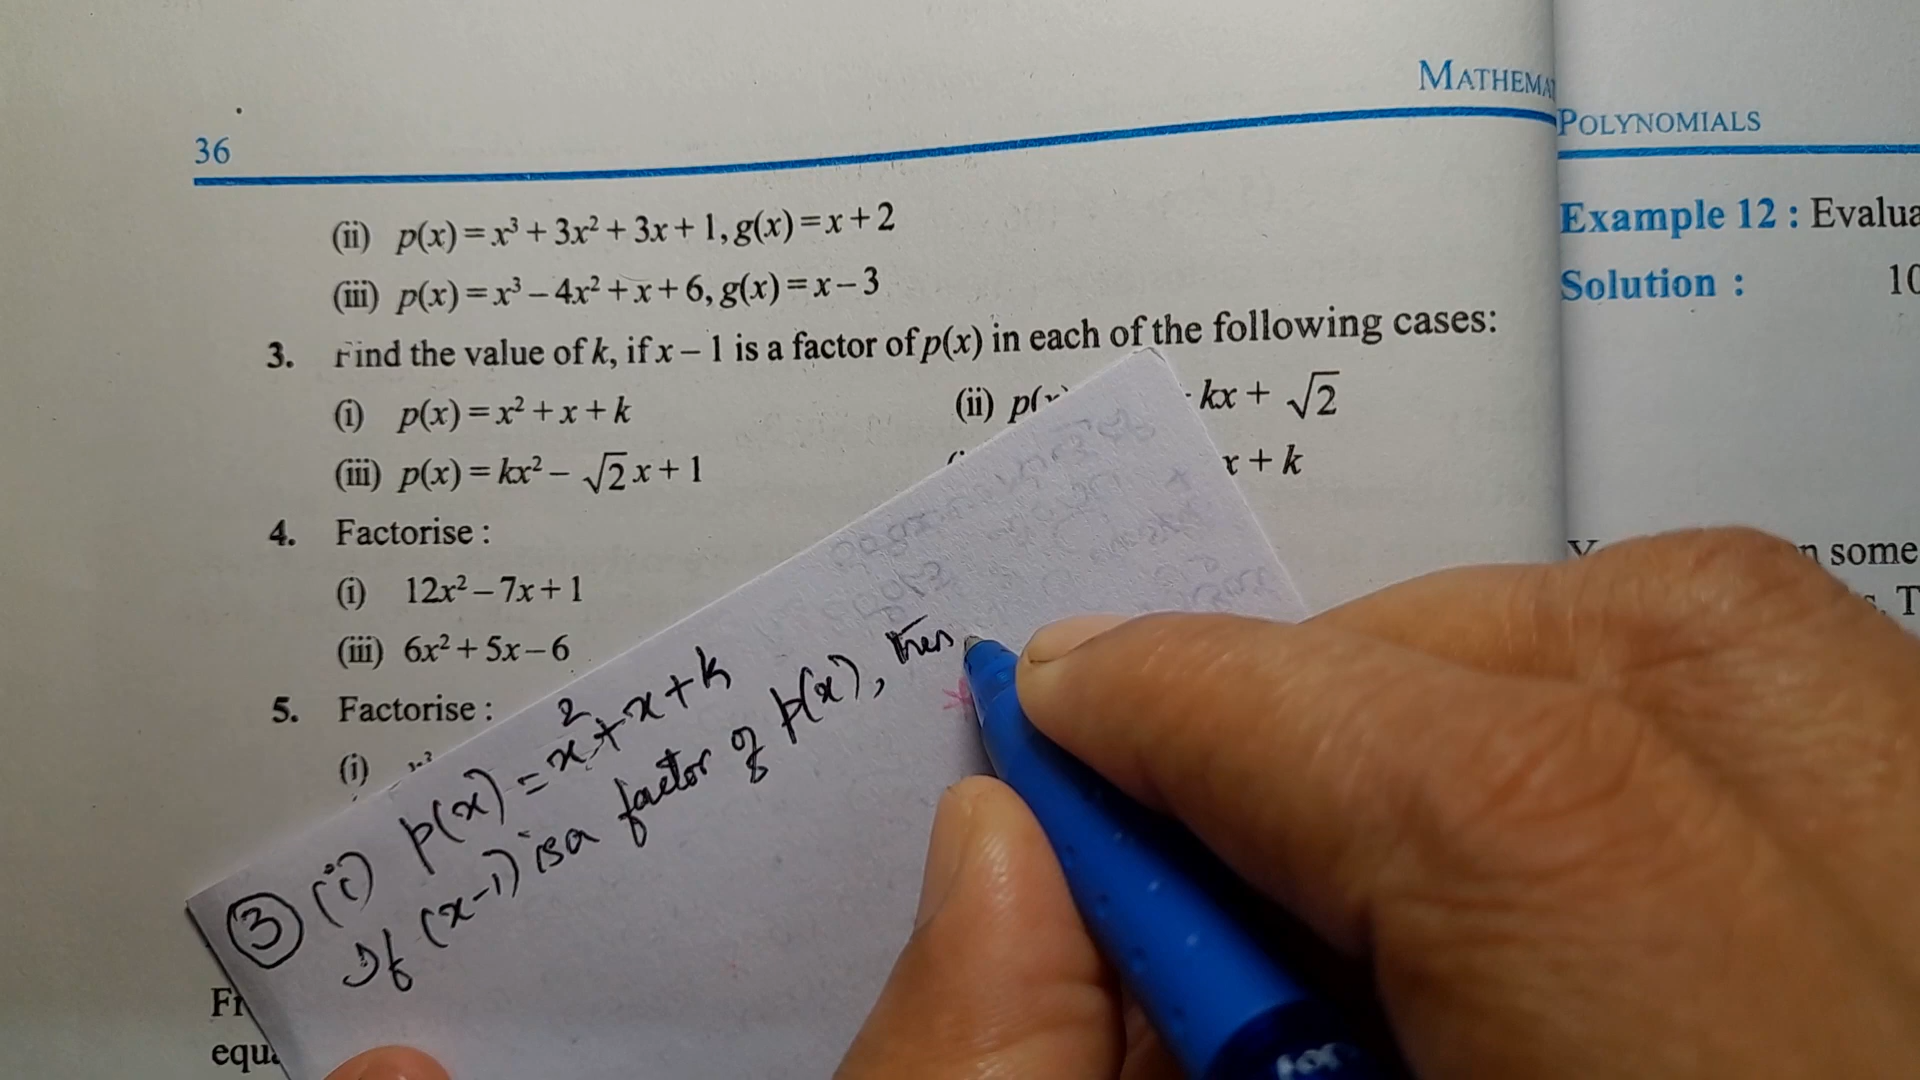 MATHEMA
36
(ii) p(x) = x³ + 3x² + 3x + 1, g(x) = x + 2
(iii) p(x) = x³ – 4x² + x + 6, g(x) = x – 3
3. Find the value of k, if x – 1 is a factor of p(x) in each of the following cases:
(i) p(x) = x² + x + k
(ii) p(x kx + √2
(iii) p(x) = kx² – √2 x + 1
x + k
4. Factorise :
(i) 12x² – 7x + 1
(iii) 6x² + 5x – 6
5. Factorise :
(i)
equ
3 (i) p(x) = x² + x + k
If (x-1) is a factor of p(x), then
POLYNOMIALS
Example 12 : Evalua
Solution : 10
n some
T